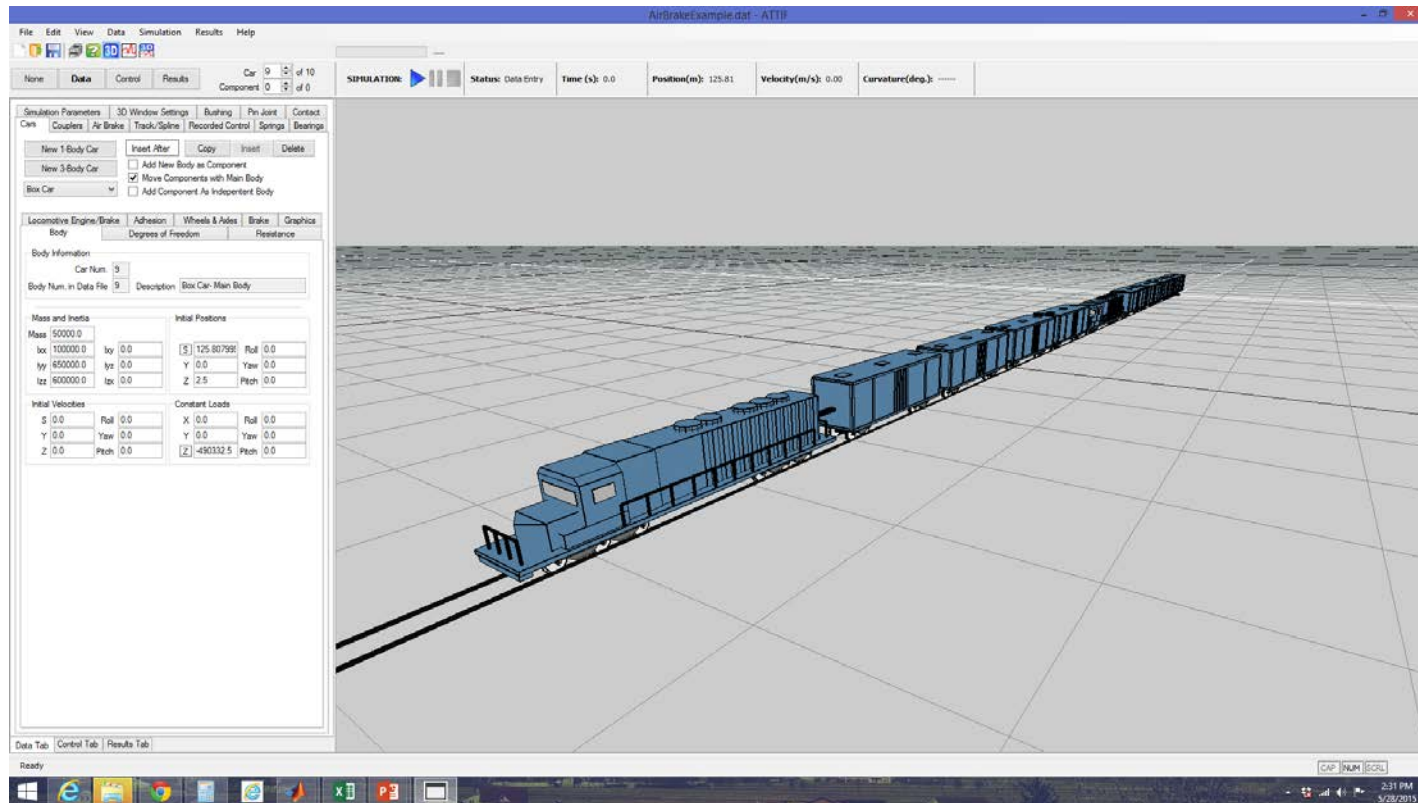 AirBrakeExample.dat - ATTIF
File Edit View Data Simulation Results Help
3D
None Data Control Results Car 9 of 10
Component 0 of 0
SIMULATION: Status: Data Entry Time (s): 0.0 Position(m): 125.81 Velocity(m/s): 0.00 Curvature(deg.): ------
Simulation Parameters 3D Window Settings Bushing Pin Joint Contact
Cars Couplers Air Brake Track/Spline Recorded Control Springs Bearings
New 1-Body Car Insert After Copy Insert Delete
Add New Body as Component
New 3-Body Car
Move Components with Main Body
Box Car Add Component As Indepentent Body
Locomotive Engine/Brake Adhesion Wheels & Axles Brake Graphics
Body Degrees of Freedom Resistance
Body Information
Car Num. 9
Body Num. in Data File 9 Description Box Car- Main Body
Mass and Inertia Initial Positions
Mass 50000.0
Ixx 100000.0 Ixy 0.0 S 125.807995 Roll 0.0
Iyy 650000.0 Iyz 0.0 Y 0.0 Yaw 0.0
Izz 600000.0 Izx 0.0 Z 2.5 Pitch 0.0
Initial Velocities Constant Loads
S 0.0 Roll 0.0 X 0.0 Roll 0.0
Y 0.0 Yaw 0.0 Y 0.0 Yaw 0.0
Z 0.0 Pitch 0.0 Z -490332.5 Pitch 0.0
Data Tab Control Tab Results Tab
Ready CAP NUM SCRL
2:31 PM
5/28/2015